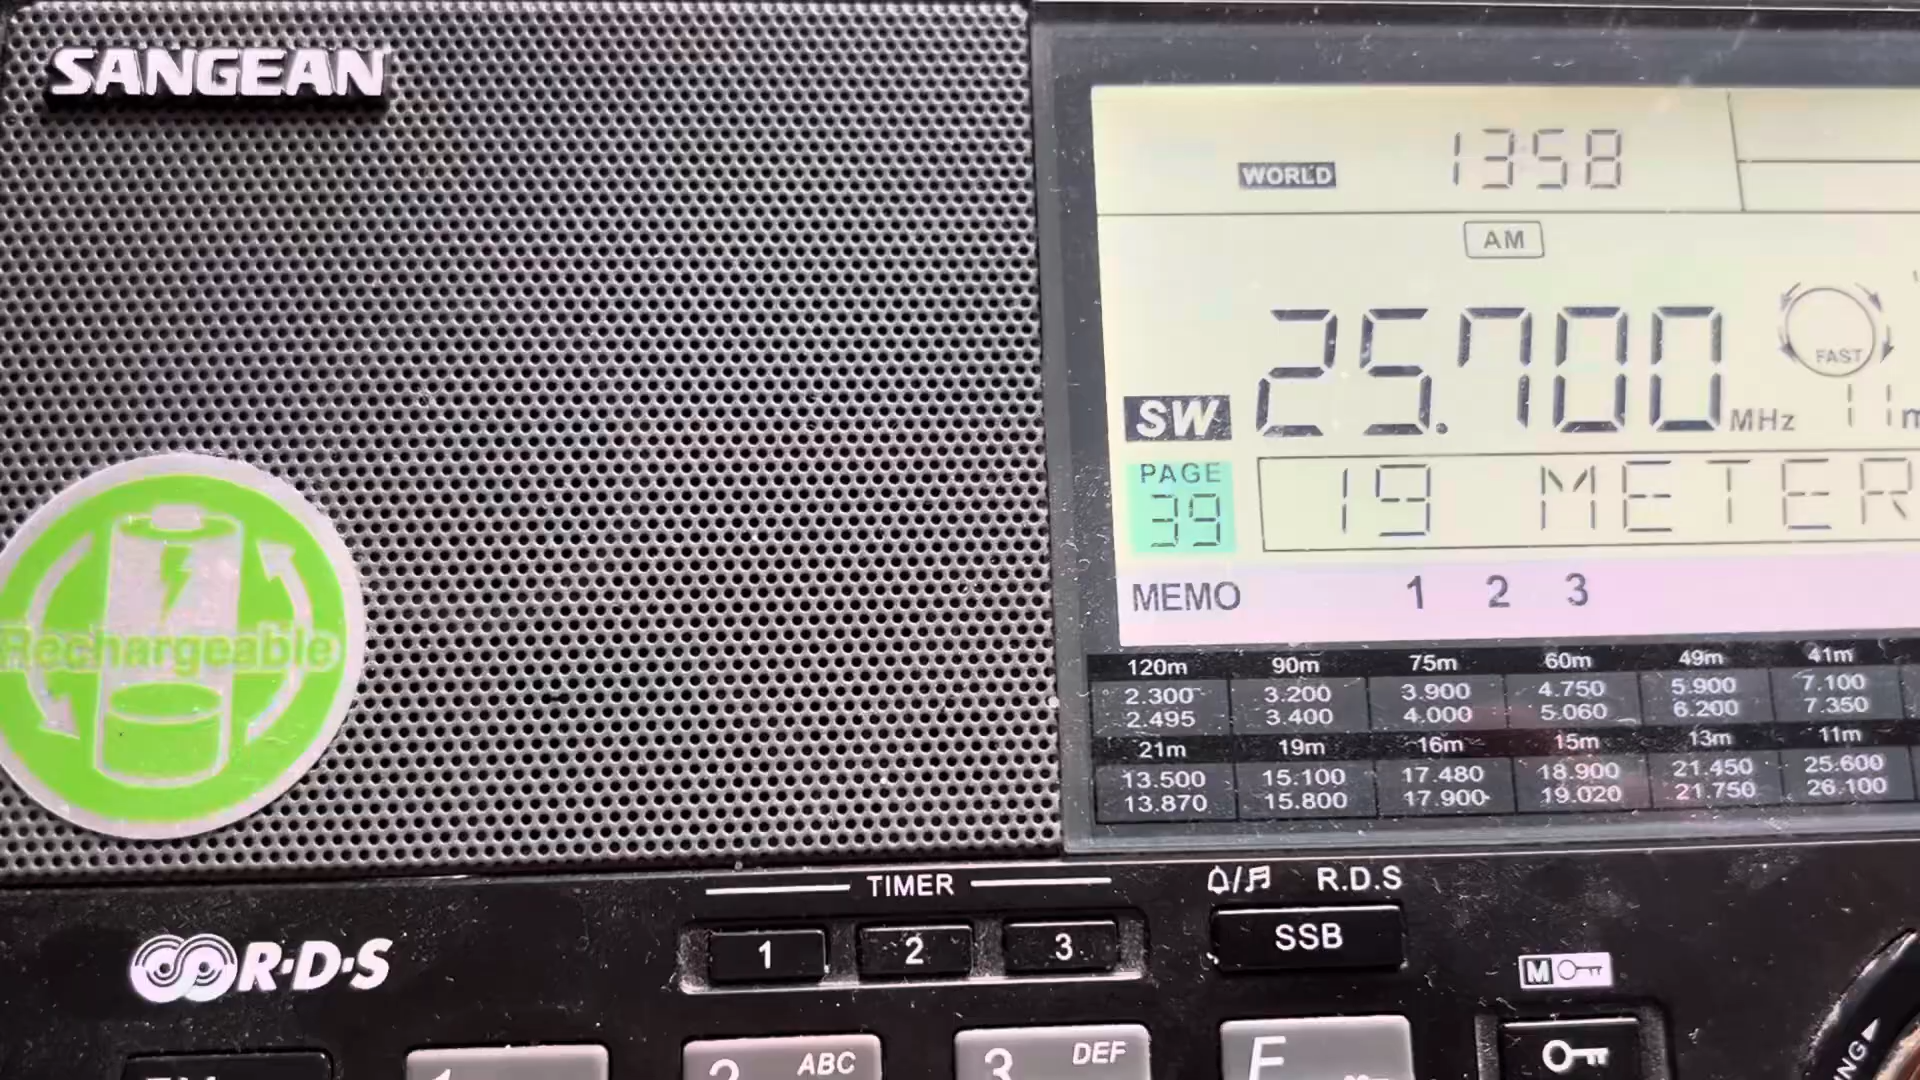 SANGEAN
WORLD 1358
AM
SW 25.700 MHz 11m
FAST
PAGE
39 19 METER
MEMO 1 2 3
120m 90m 75m 60m 49m 41m
2.300 3.200 3.900 4.750 5.900 7.100
2.495 3.400 4.000 5.060 6.200 7.350
21m 19m 16m 15m 13m 11m
13.500 15.100 17.480 18.900 21.450 25.600
13.870 15.800 17.900 19.020 21.750 26.100
Rechargeable
TIMER
R.D.S
1 2 3 SSB
R·D·S
M
1 2 ABC 3 DEF